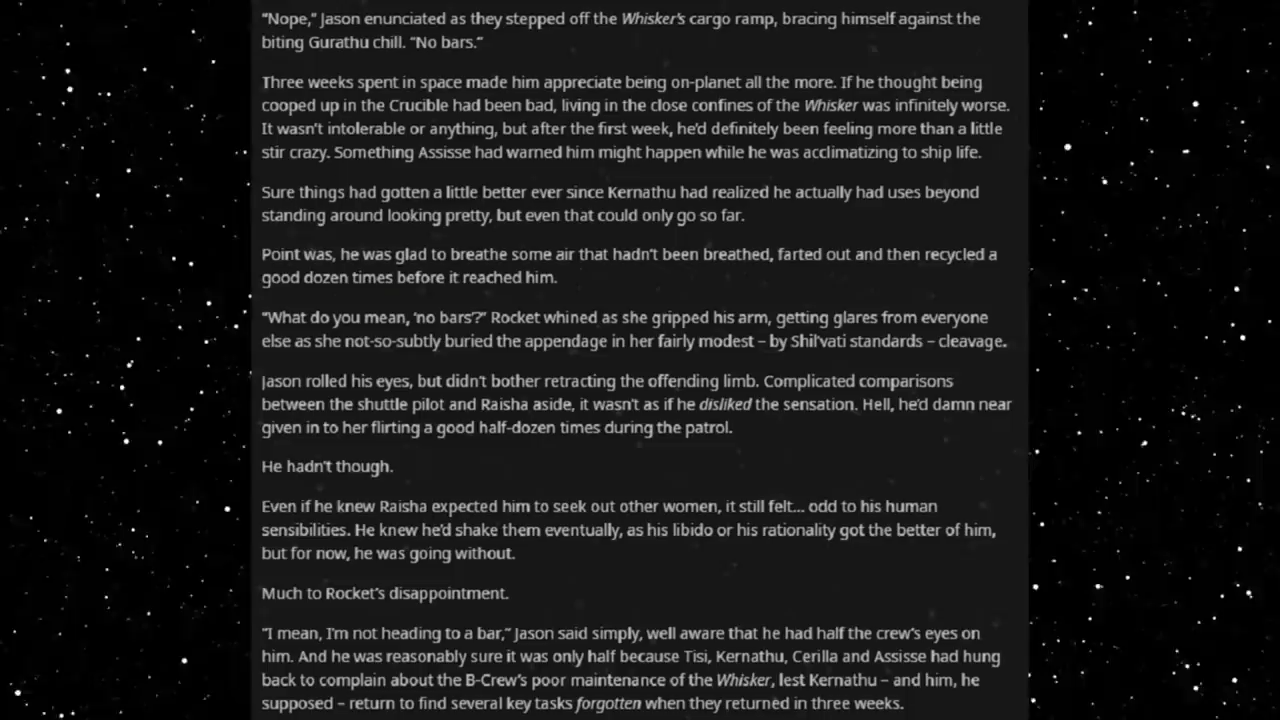 “Nope,” Jason enunciated as they stepped off the Whisker’s cargo ramp, bracing himself against the
biting Gurathu chill. “No bars.”
Three weeks spent in space made him appreciate being on-planet all the more. If he thought being
cooped up in the Crucible had been bad, living in the close confines of the Whisker was infinitely worse.
It wasn’t intolerable or anything, but after the first week, he’d definitely been feeling more than a little
stir crazy. Something Assisse had warned him might happen while he was acclimatizing to ship life.
Sure things had gotten a little better ever since Kernathu had realized he actually had uses beyond
standing around looking pretty, but even that could only go so far.
Point was, he was glad to breathe some air that hadn’t been breathed, farted out and then recycled a
good dozen times before it reached him.
“What do you mean, ‘no bars’?” Rocket whined as she gripped his arm, getting glares from everyone
else as she not-so-subtly buried the appendage in her fairly modest – by Shil’vati standards – cleavage.
Jason rolled his eyes, but didn’t bother retracting the offending limb. Complicated comparisons
between the shuttle pilot and Raisha aside, it wasn’t as if he disliked the sensation. Hell, he’d damn near
given in to her flirting a good half-dozen times during the patrol.
He hadn’t though.
Even if he knew Raisha expected him to seek out other women, it still felt… odd to his human
sensibilities. He knew he’d shake them eventually, as his libido or his rationality got the better of him,
but for now, he was going without.
Much to Rocket’s disappointment.
“I mean, I’m not heading to a bar,” Jason said simply, well aware that he had half the crew’s eyes on
him. And he was reasonably sure it was only half because Tisi, Kernathu, Cerilla and Assisse had hung
back to complain about the B-Crew’s poor maintenance of the Whisker, lest Kernathu – and him, he
supposed – return to find several key tasks forgotten when they returned in three weeks.